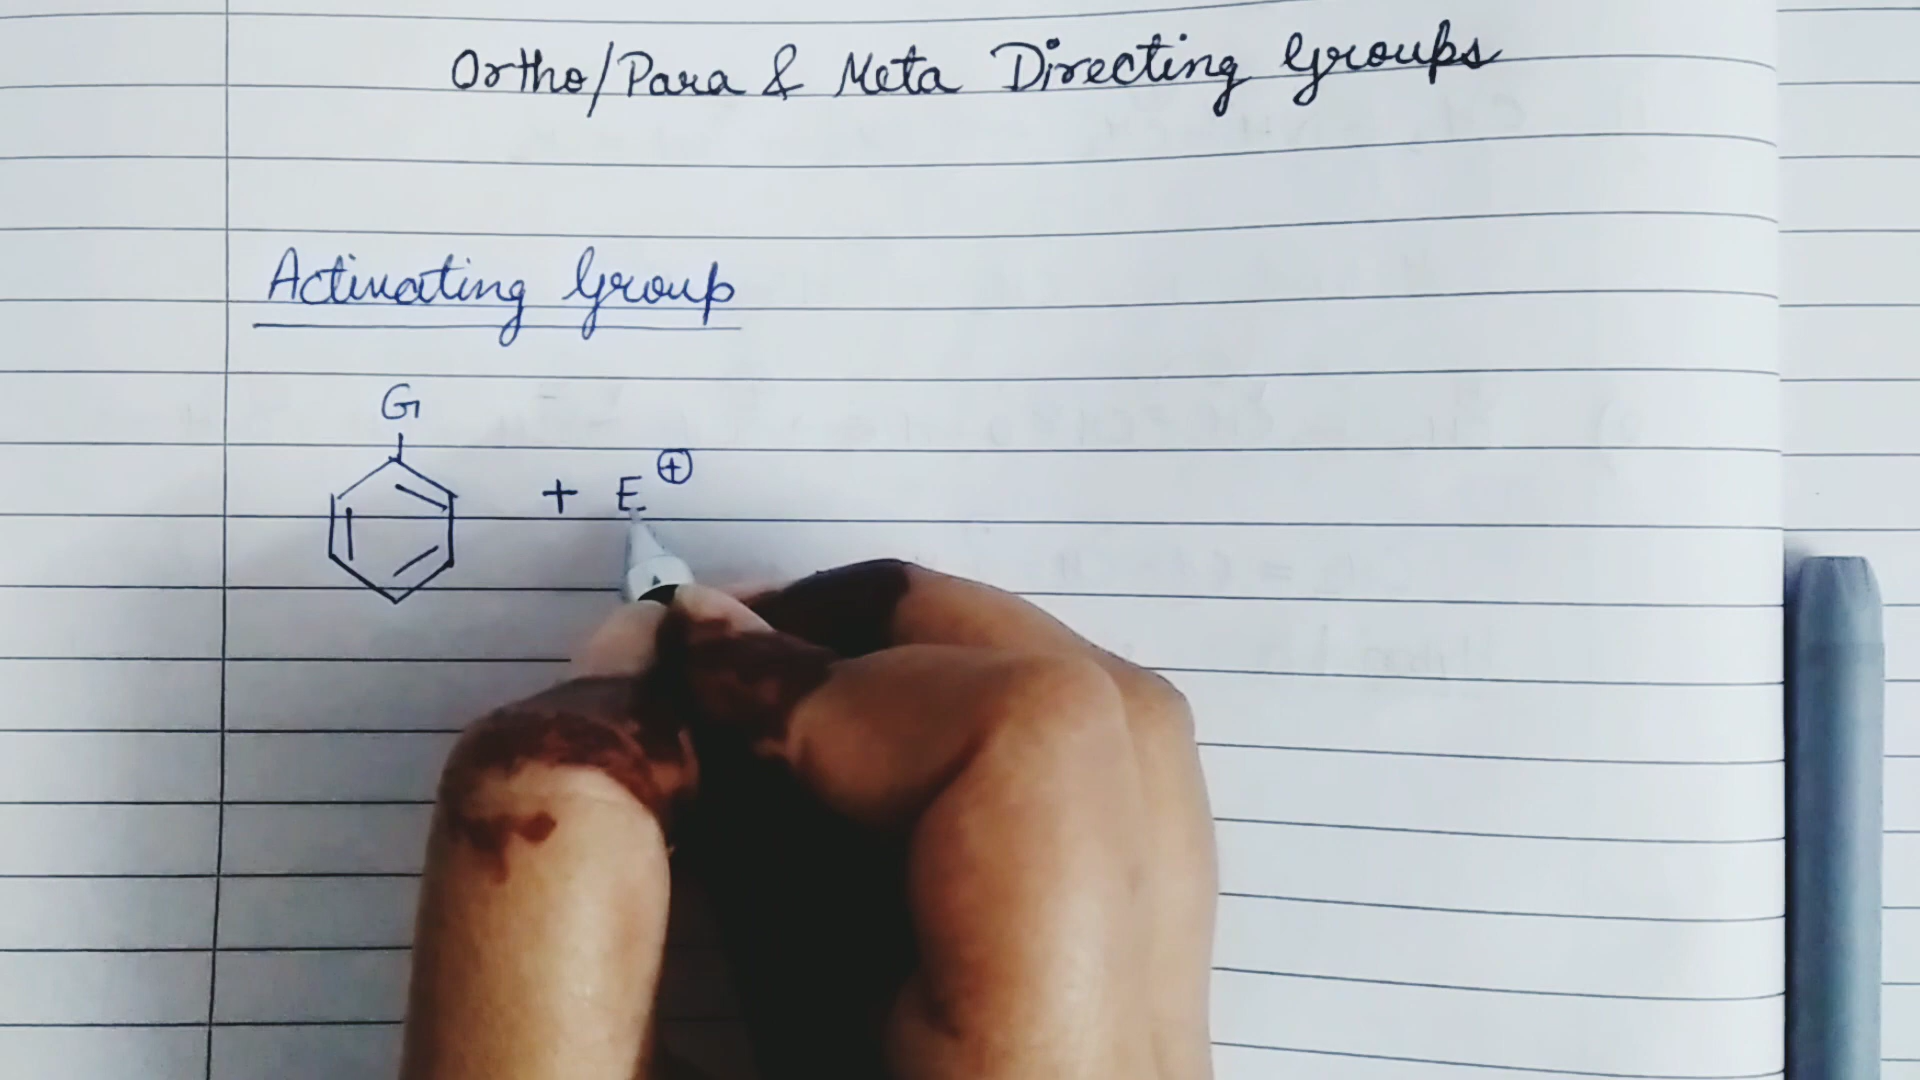 Ortho/Para & Meta Directing Groups
Activating Group
G
+ E ⊕